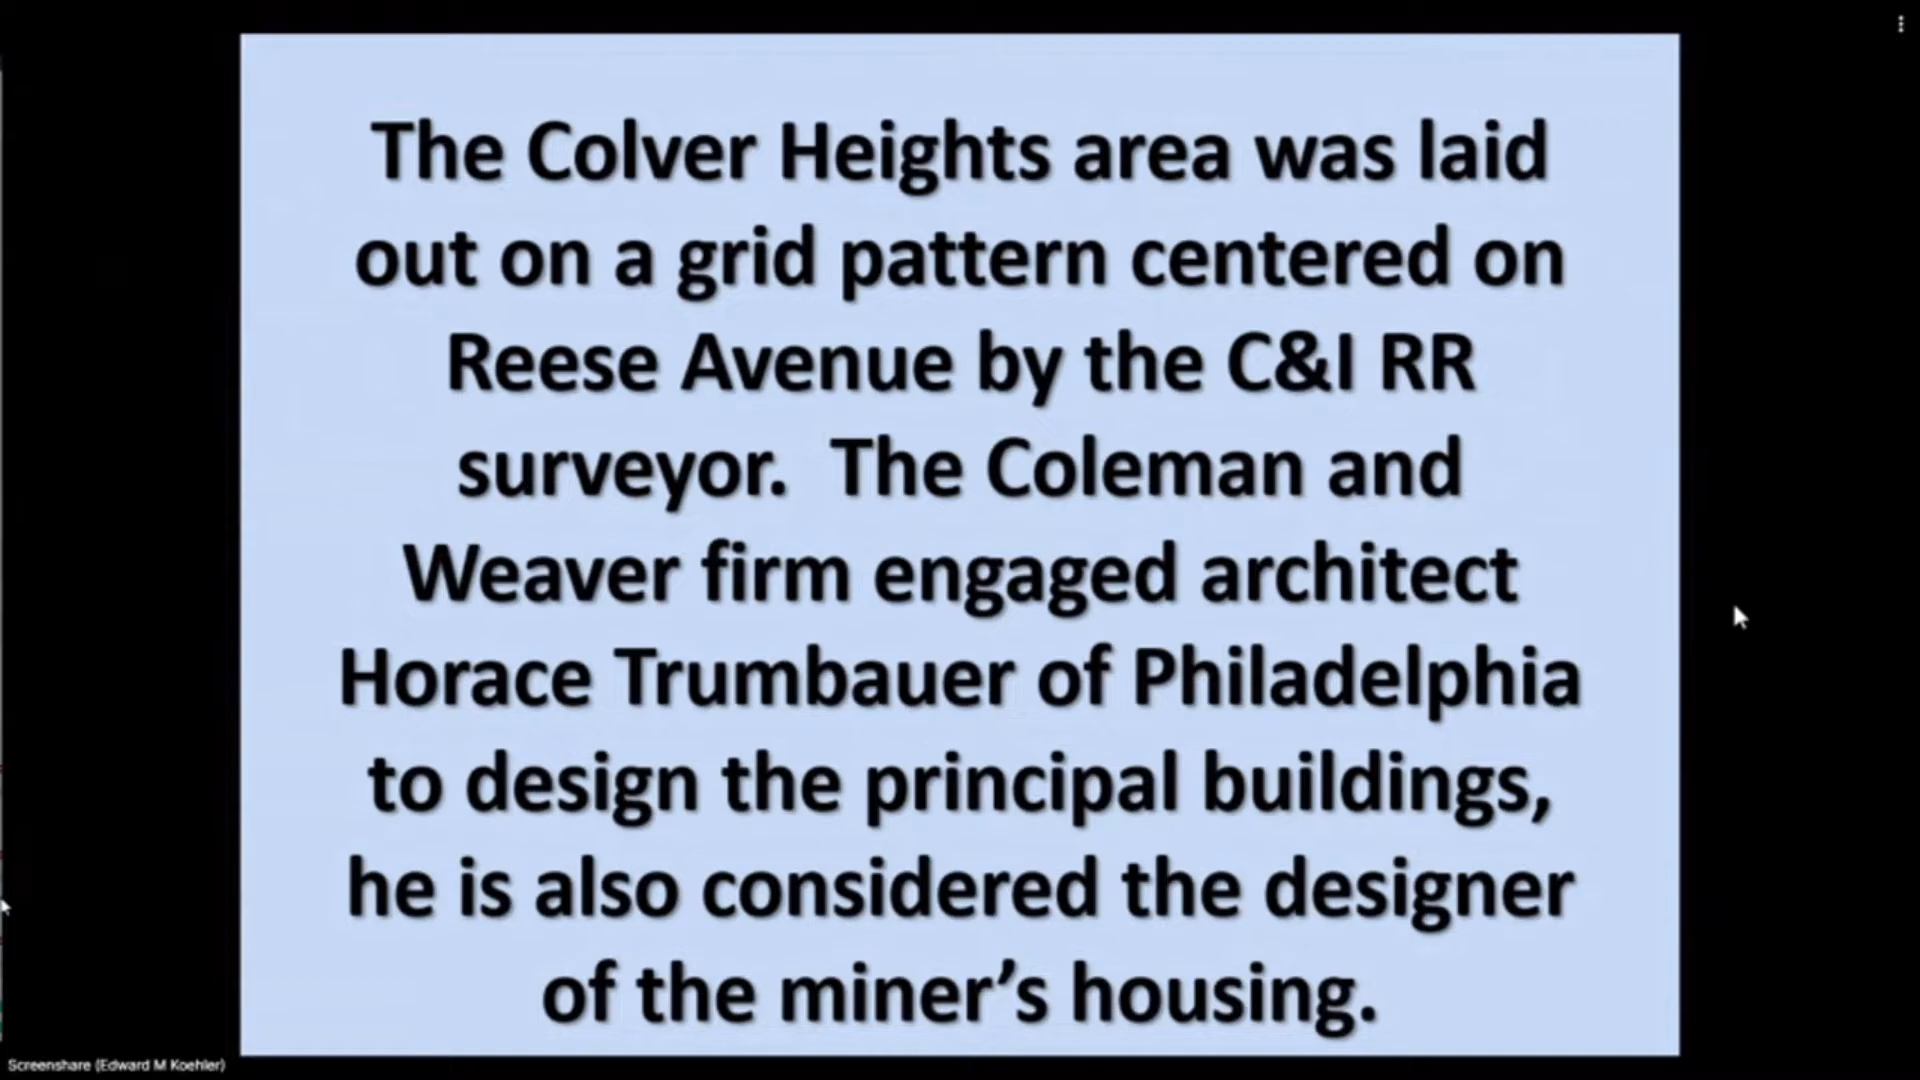 The Colver Heights area was laid
out on a grid pattern centered on
Reese Avenue by the C&I RR
surveyor.  The Coleman and
Weaver firm engaged architect
Horace Trumbauer of Philadelphia
to design the principal buildings,
he is also considered the designer
of the miner’s housing.
Screenshare (Edward M Koehler)